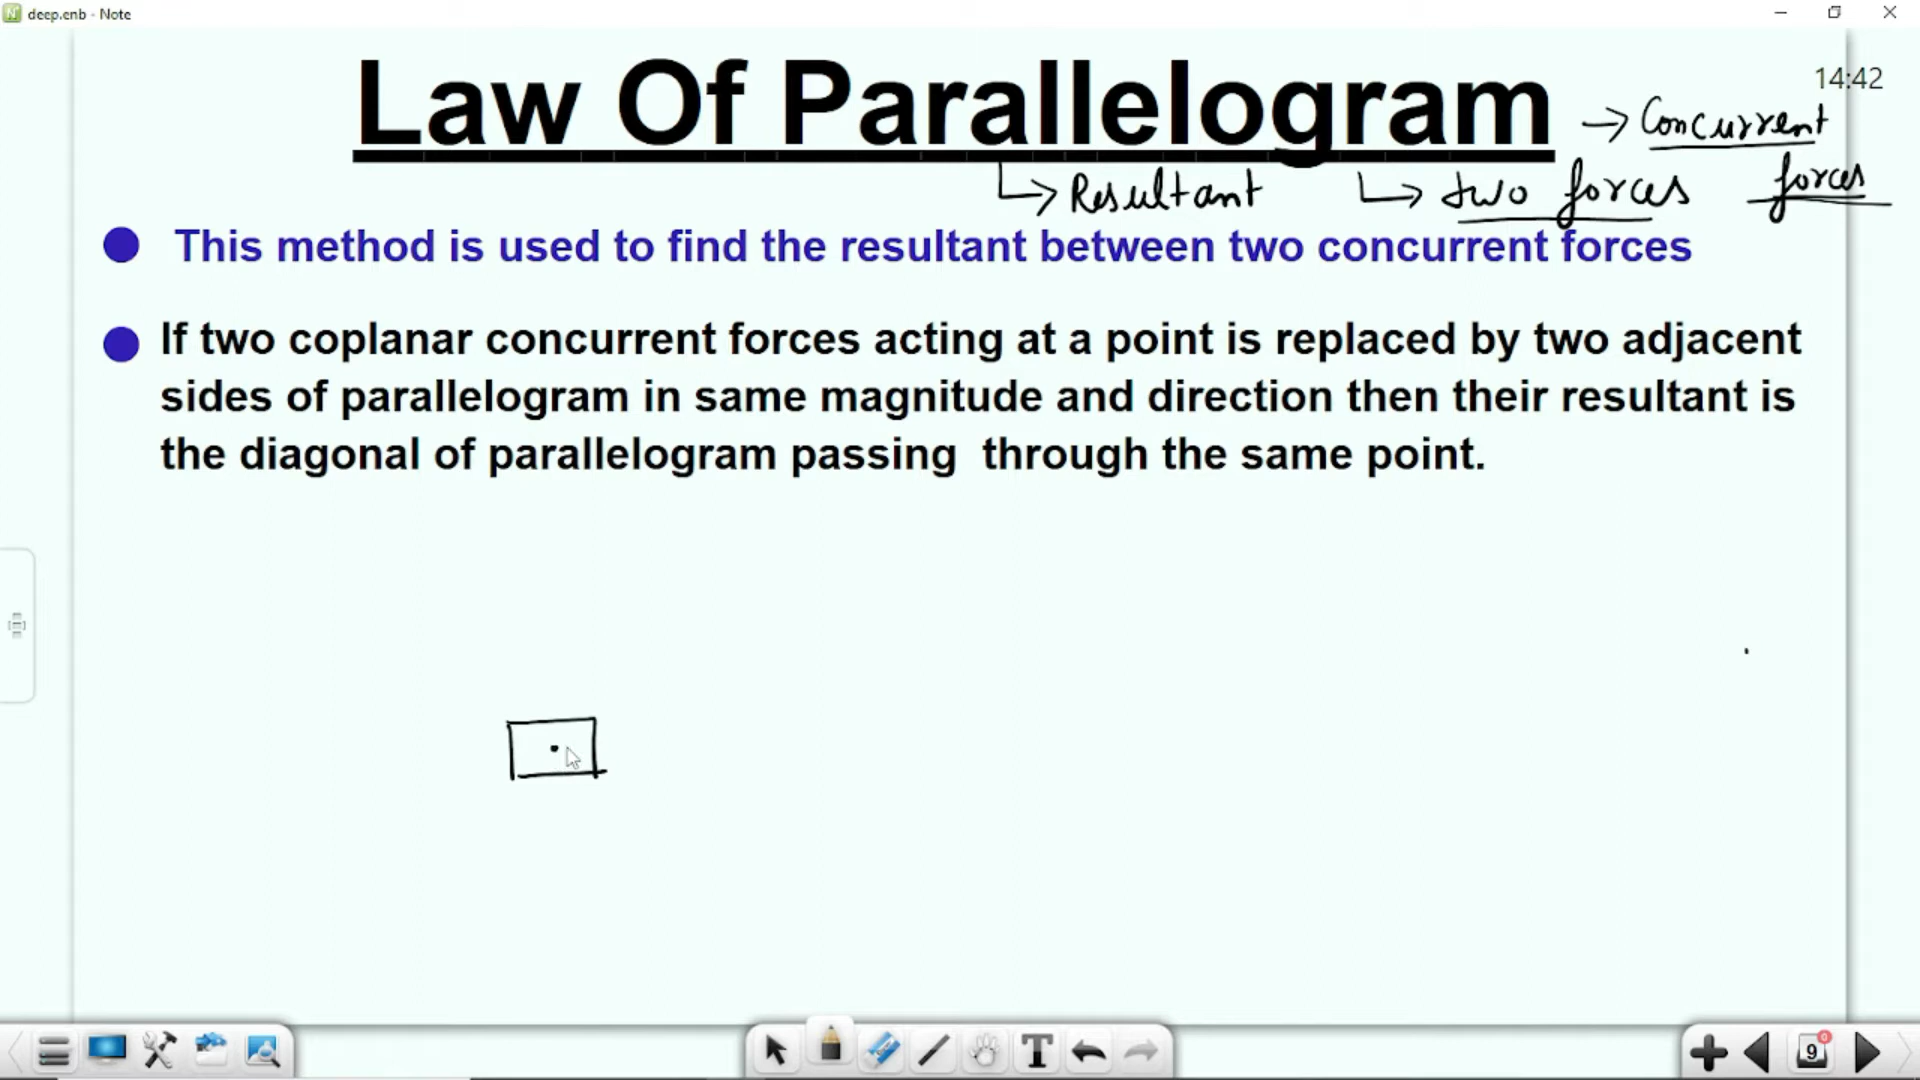 deep.enb - Note
14:42
Law Of Parallelogram → Concurrent
↳ Resultant ↳ two forces forces
This method is used to find the resultant between two concurrent forces
If two coplanar concurrent forces acting at a point is replaced by two adjacent
sides of parallelogram in same magnitude and direction then their resultant is
the diagonal of parallelogram passing through the same point.
T
9
0